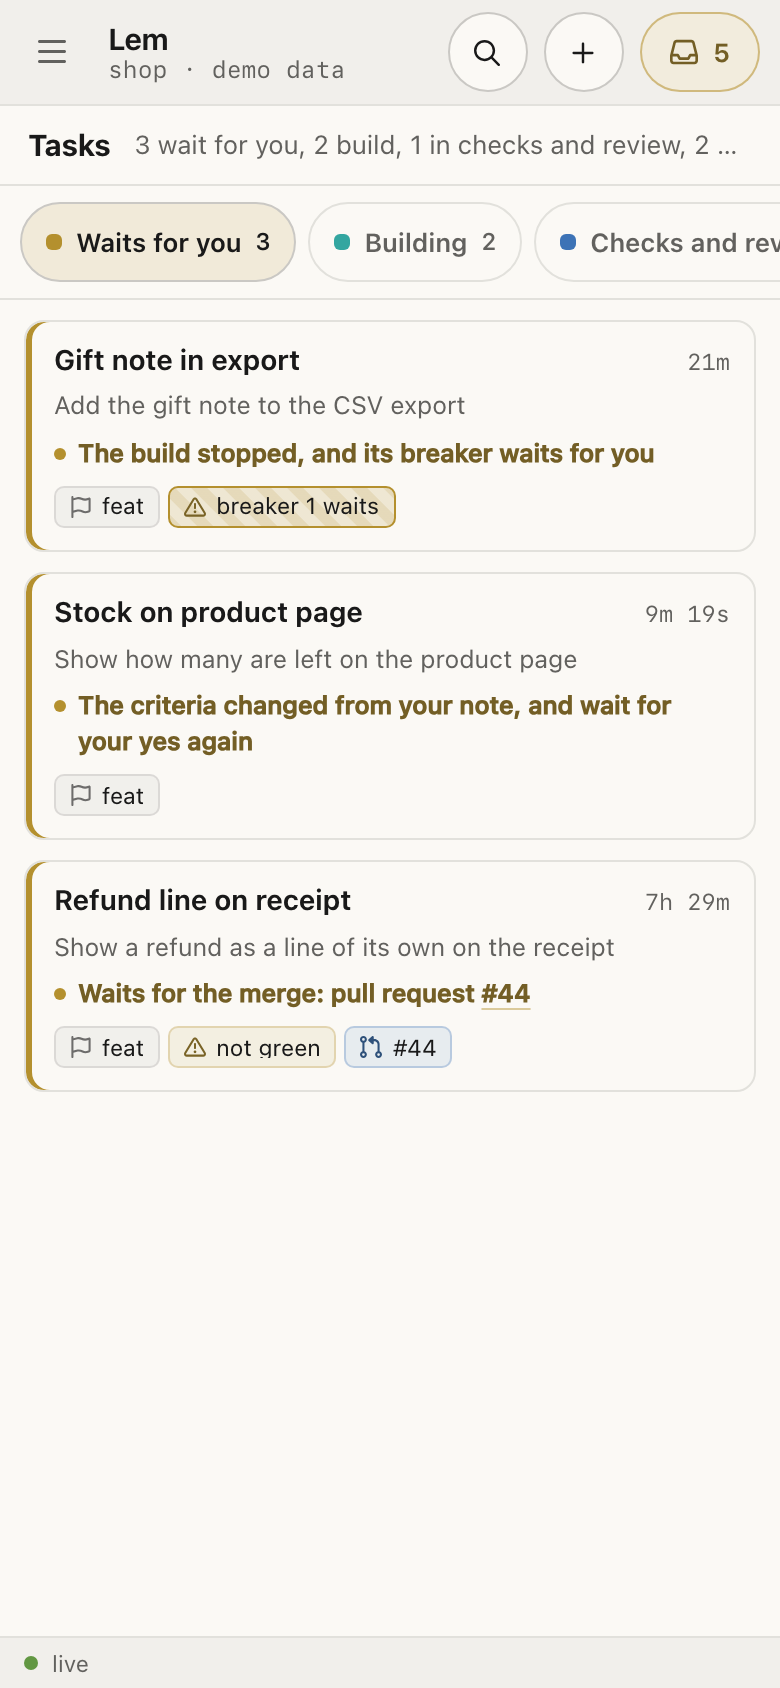 Lem
shop · demo data
5
Tasks 3 wait for you, 2 build, 1 in checks and review, 2 ...
Waits for you 3
Building 2
Checks and rev
Gift note in export 21m
Add the gift note to the CSV export
The build stopped, and its breaker waits for you
feat
breaker 1 waits
Stock on product page 9m 19s
Show how many are left on the product page
The criteria changed from your note, and wait for
your yes again
feat
Refund line on receipt 7h 29m
Show a refund as a line of its own on the receipt
Waits for the merge: pull request #44
feat
not green
#44
live